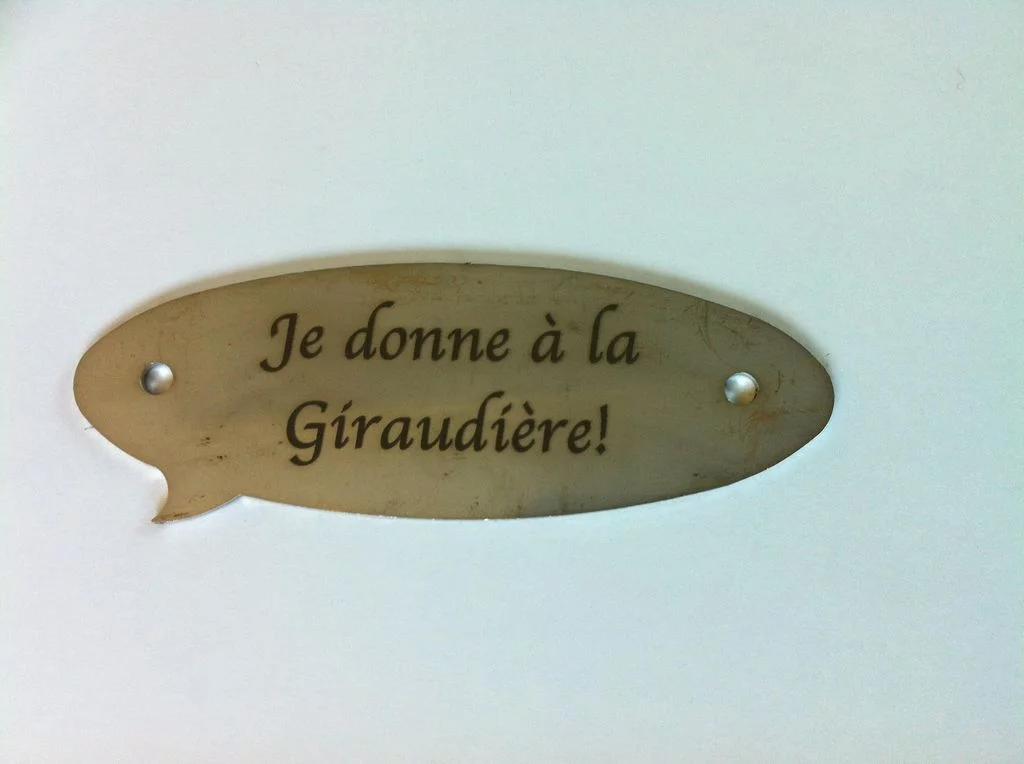 Je donne à la
Giraudière!